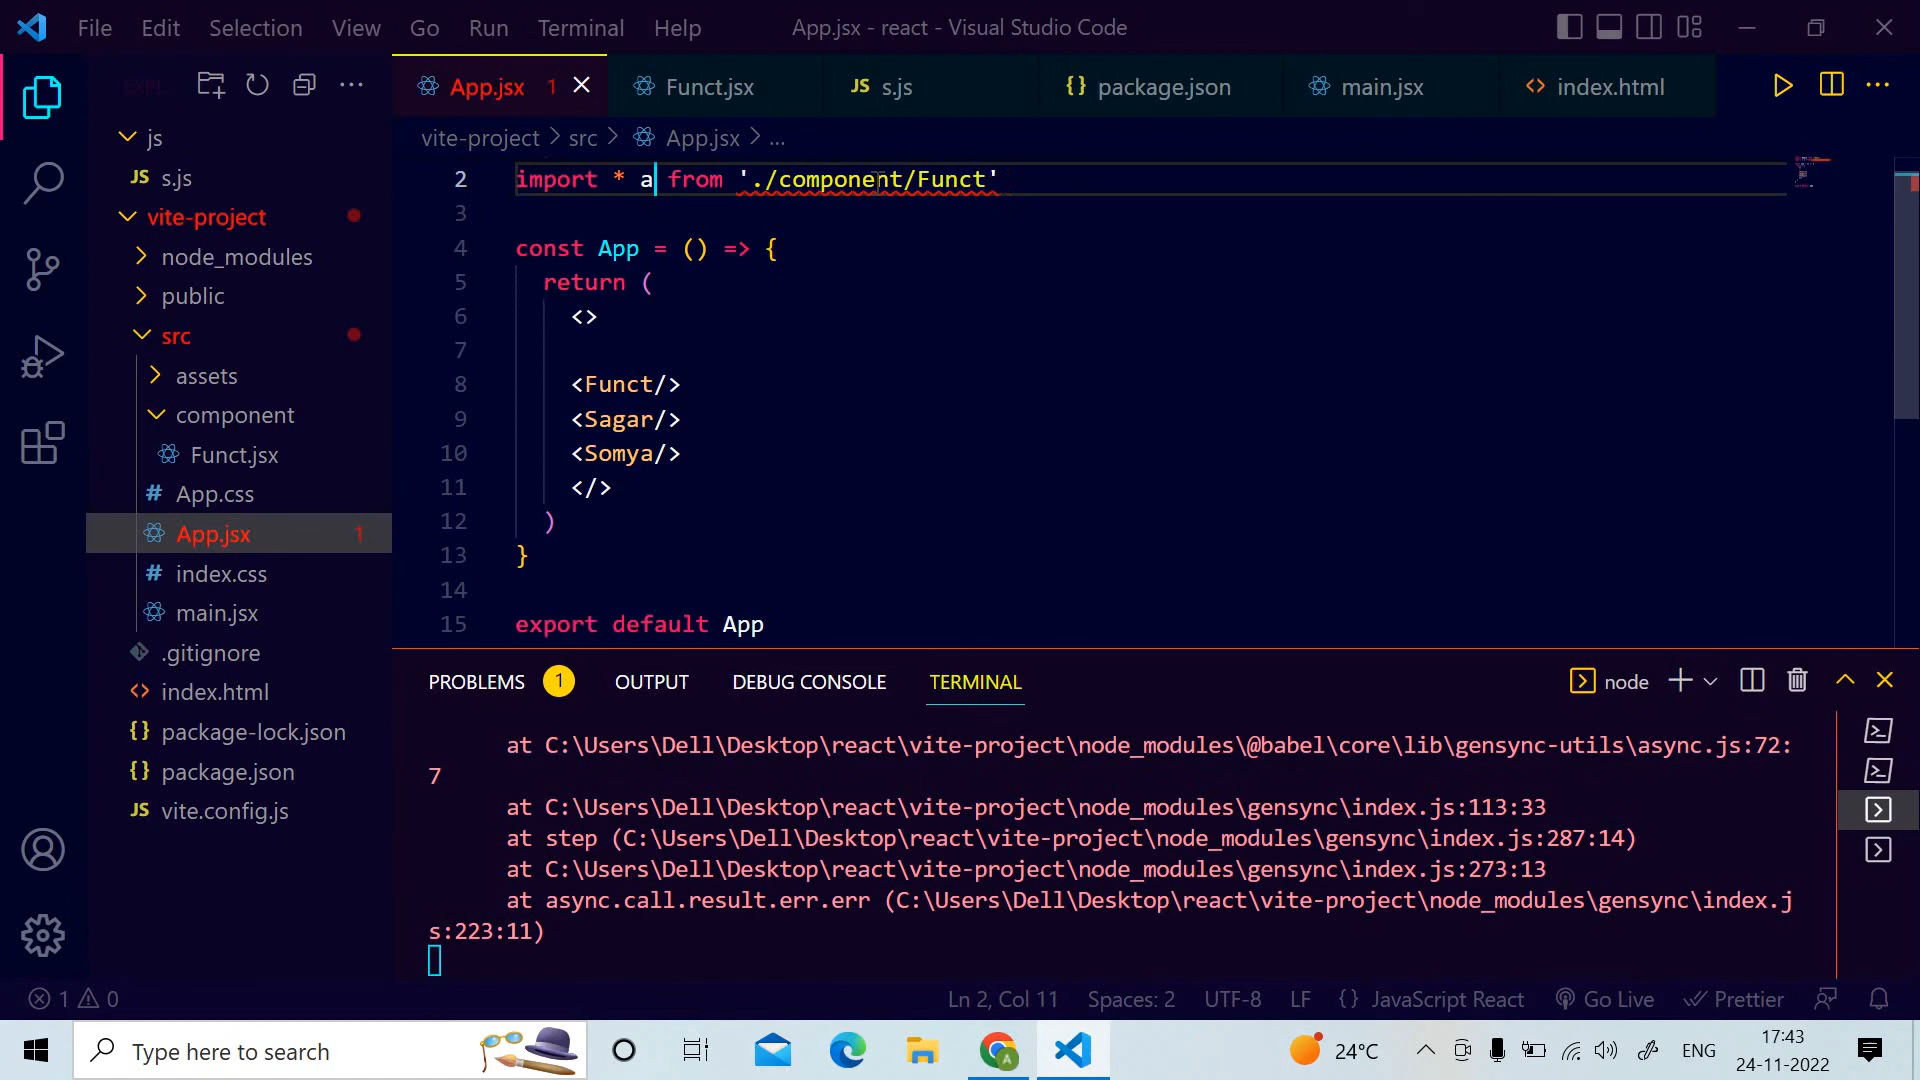 File Edit Selection View Go Run Terminal Help App.jsx - react - Visual Studio Code
App.jsx 1 Funct.jsx JS s.js {} package.json main.jsx <> index.html
vite-project > src > App.jsx > ...
js
JS s.js
vite-project
node_modules
public
src
assets
component
Funct.jsx
# App.css
App.jsx 1
# index.css
main.jsx
.gitignore
<> index.html
{} package-lock.json
{} package.json
JS vite.config.js
2 import * a from './component/Funct'
3
4 const App = () => {
5 return (
6 <>
7
8 <Funct/>
9 <Sagar/>
10 <Somya/>
11 </>
12 )
13 }
14
15 export default App
PROBLEMS 1 OUTPUT DEBUG CONSOLE TERMINAL node
at C:\Users\Dell\Desktop\react\vite-project\node_modules\@babel\core\lib\gensync-utils\async.js:72:
7
at C:\Users\Dell\Desktop\react\vite-project\node_modules\gensync\index.js:113:33
at step (C:\Users\Dell\Desktop\react\vite-project\node_modules\gensync\index.js:287:14)
at C:\Users\Dell\Desktop\react\vite-project\node_modules\gensync\index.js:273:13
at async.call.result.err.err (C:\Users\Dell\Desktop\react\vite-project\node_modules\gensync\index.j
s:223:11)
1 0 Ln 2, Col 11 Spaces: 2 UTF-8 LF {} JavaScript React Go Live Prettier
Type here to search 24°C ENG 17:43
24-11-2022